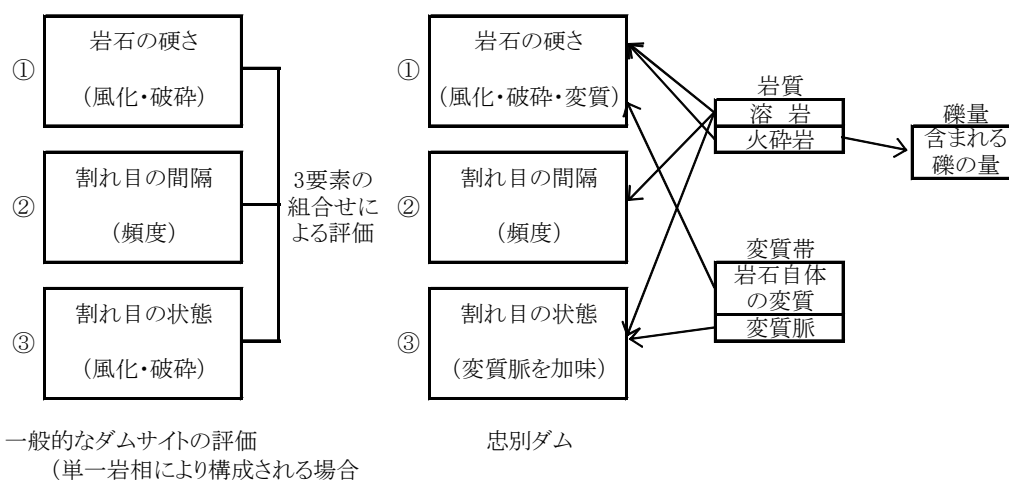 ①
岩石の硬さ
(風化・破砕)
②
割れ目の間隔
(頻度)
③
割れ目の状態
(風化・破砕)
3要素の
組合せに
よる評価
一般的なダムサイトの評価
(単一岩相により構成される場合
①
岩石の硬さ
(風化・破砕・変質)
②
割れ目の間隔
(頻度)
③
割れ目の状態
(変質脈を加味)
忠別ダム
岩質
溶 岩
火砕岩
礫量
含まれる
礫の量
変質帯
岩石自体
の変質
変質脈